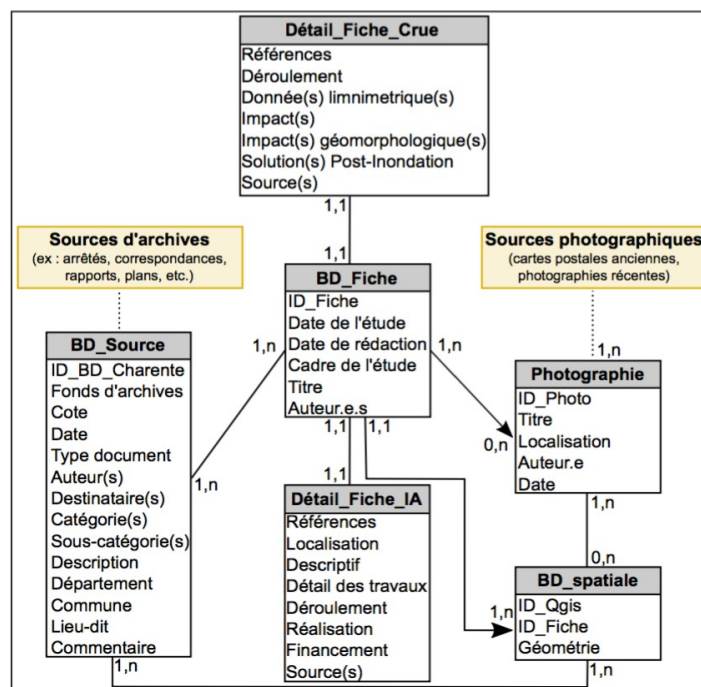 Détail_Fiche_Crue
Références
Déroulement
Donnée(s) limnimetrique(s)
Impact(s)
Impact(s) géomorphologique(s)
Solution(s) Post-Inondation
Source(s)
1,1
Sources d'archives
(ex : arrêtés, correspondances,
rapports, plans, etc.)
Sources photographiques
(cartes postales anciennes,
photographies récentes)
1,1
BD_Fiche
ID_Fiche
Date de l'étude
Date de rédaction
Cadre de l'étude
Titre
Auteur.e.s
1,n
1,n
BD_Source
ID_BD_Charente
Fonds d'archives
Cote
Date
Type document
Auteur(s)
Destinataire(s)
Catégorie(s)
Sous-catégorie(s)
Description
Département
Commune
Lieu-dit
Commentaire
1,n
1,n
1,n
Photographie
ID_Photo
Titre
Localisation
Auteur.e
Date
0,n
1,1
1,1
1,1
Détail_Fiche_IA
Références
Localisation
Descriptif
Détail des travaux
Déroulement
Réalisation
Financement
Source(s)
1,n
0,n
BD_spatiale
ID_Qgis
ID_Fiche
Géométrie
1,n
1,n